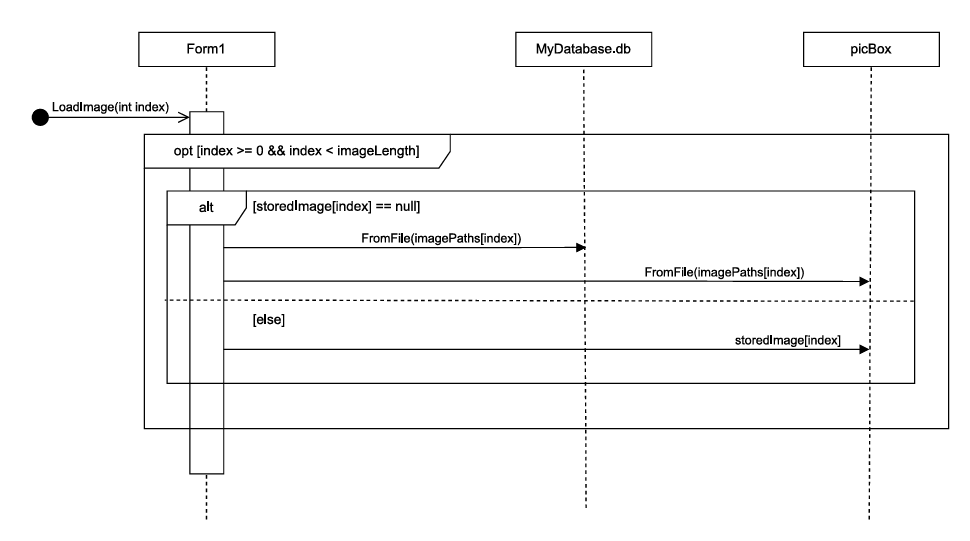 Form1
MyDatabase.db
picBox
LoadImage(int index)
opt [index >= 0 && index < imageLength]
alt
[storedImage[index] == null]
FromFile(imagePaths[index])
FromFile(imagePaths[index])
[else]
storedImage[index]